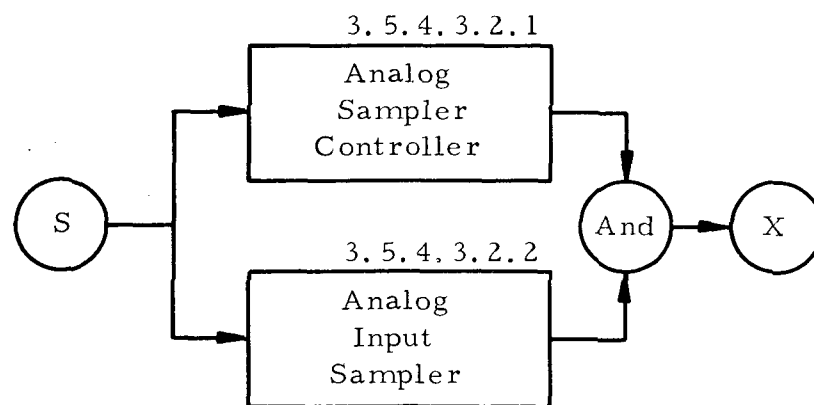 3.5.4.3.2.1
Analog
Sampler
Controller
S
And
X
3.5.4.3.2.2
Analog
Input
Sampler